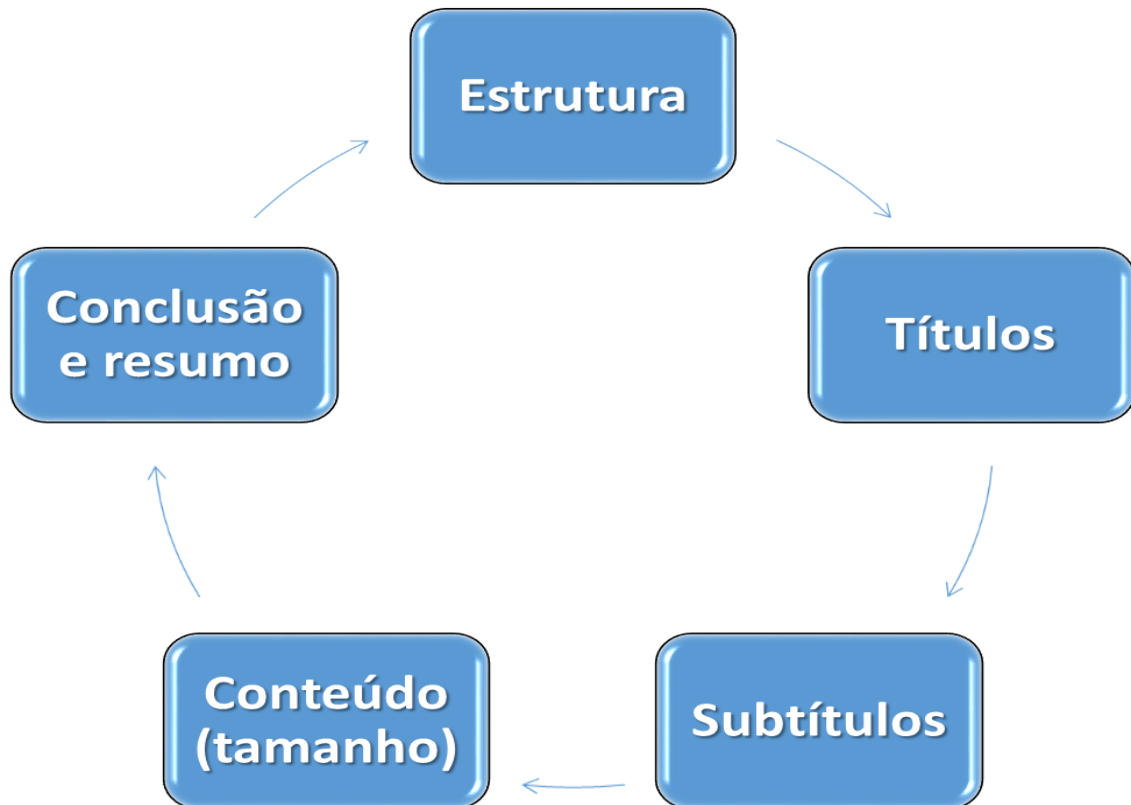 Estrutura
Títulos
Subtítulos
Conteúdo
(tamanho)
Conclusão
e resumo